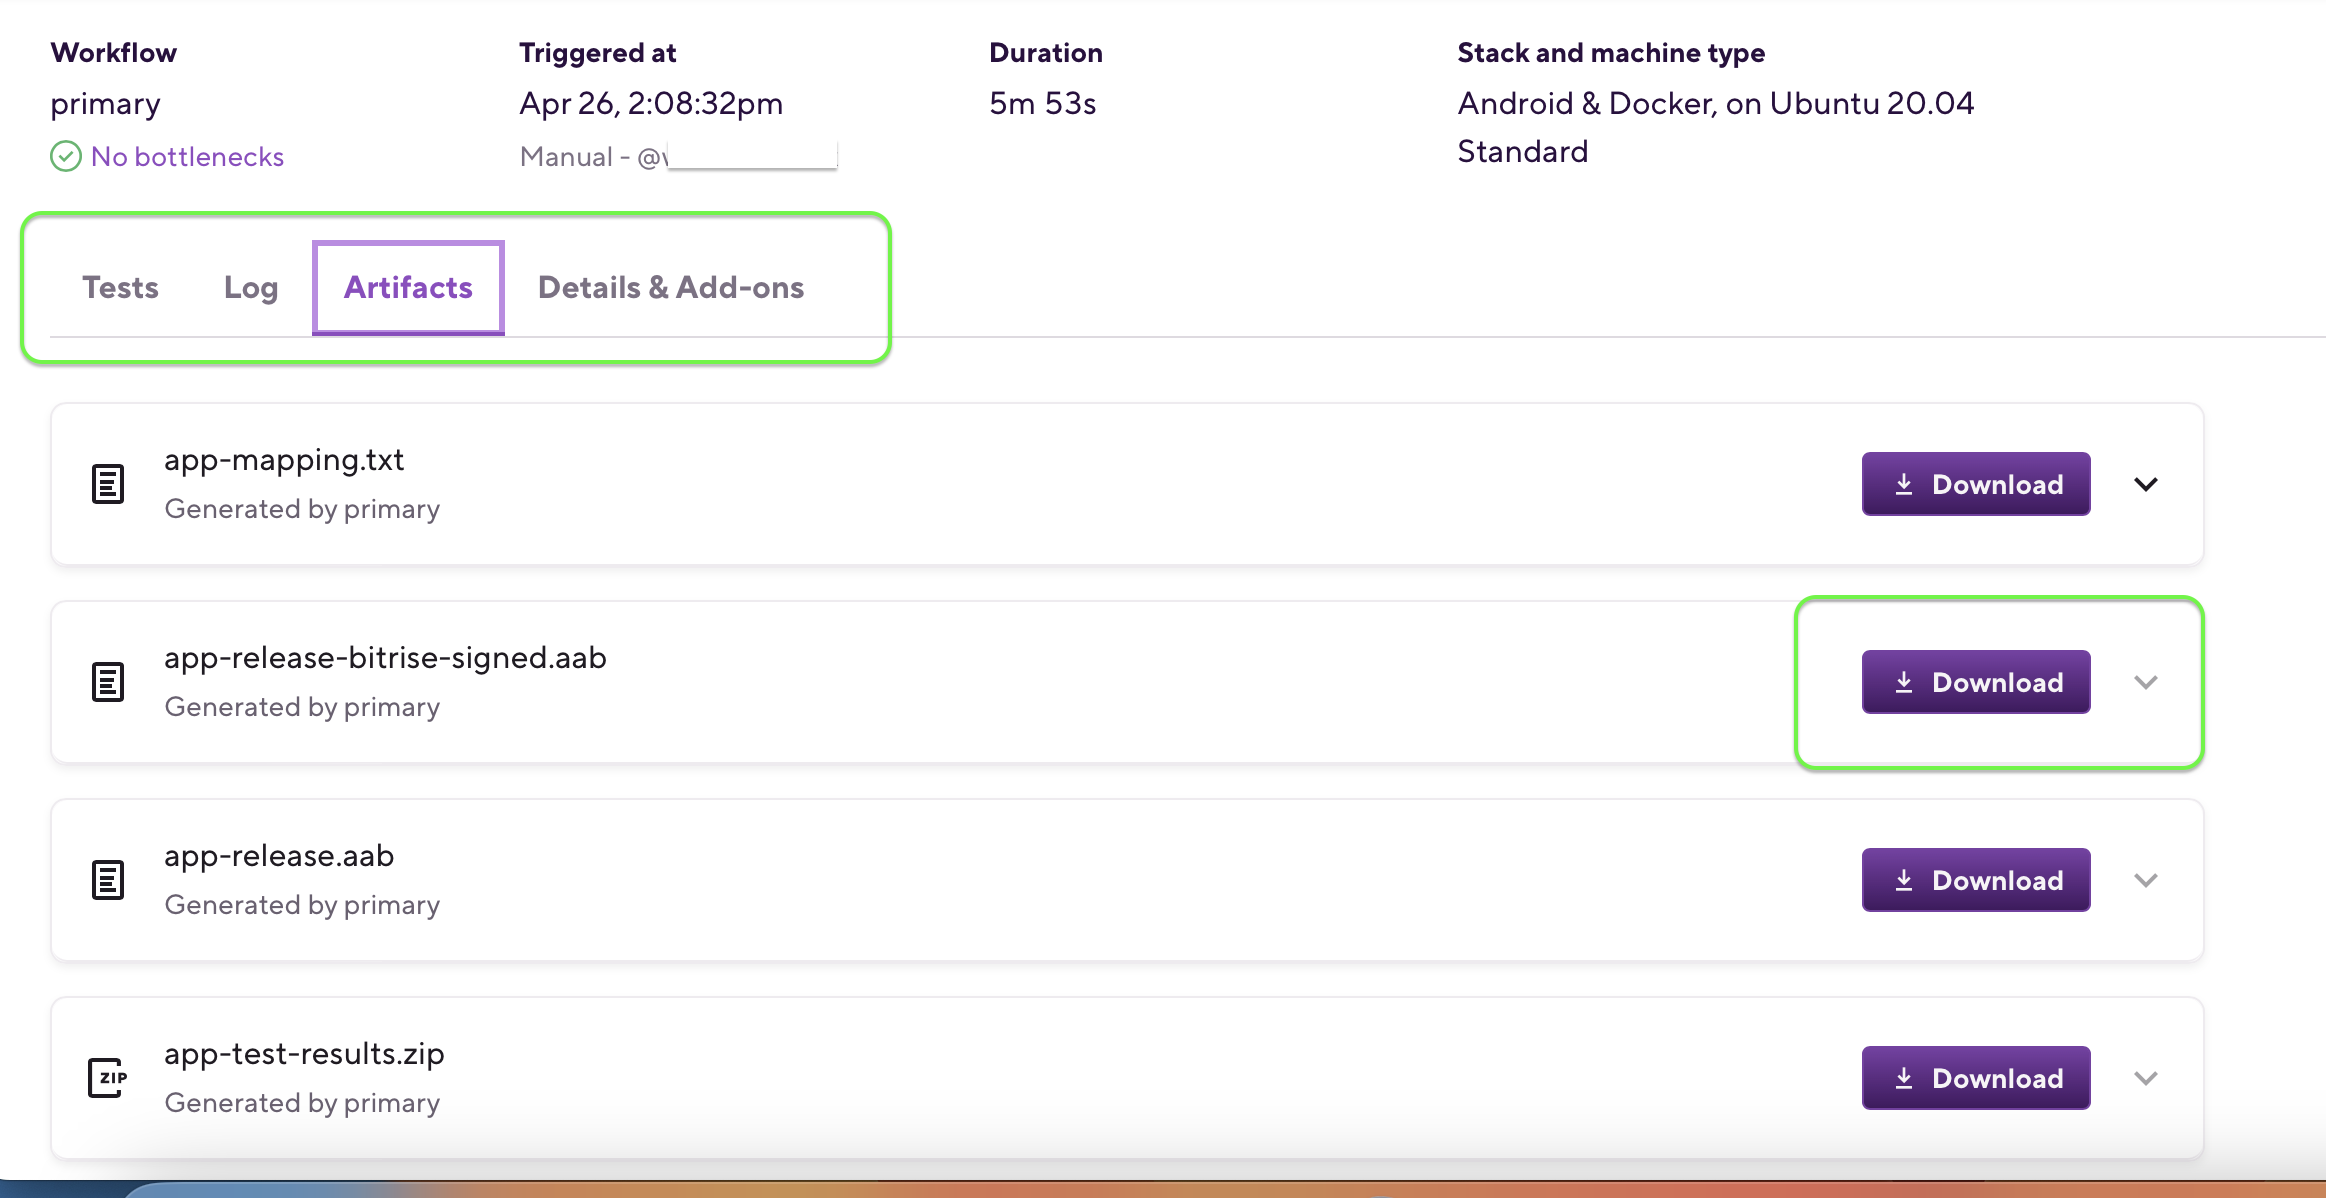 Workflow
primary
No bottlenecks
Triggered at
Apr 26, 2:08:32pm
Manual - @
Duration
5m 53s
Stack and machine type
Android & Docker, on Ubuntu 20.04
Standard
Tests Log Artifacts Details & Add-ons
app-mapping.txt
Generated by primary
Download
app-release-bitrise-signed.aab
Generated by primary
Download
app-release.aab
Generated by primary
Download
ZIP
app-test-results.zip
Generated by primary
Download